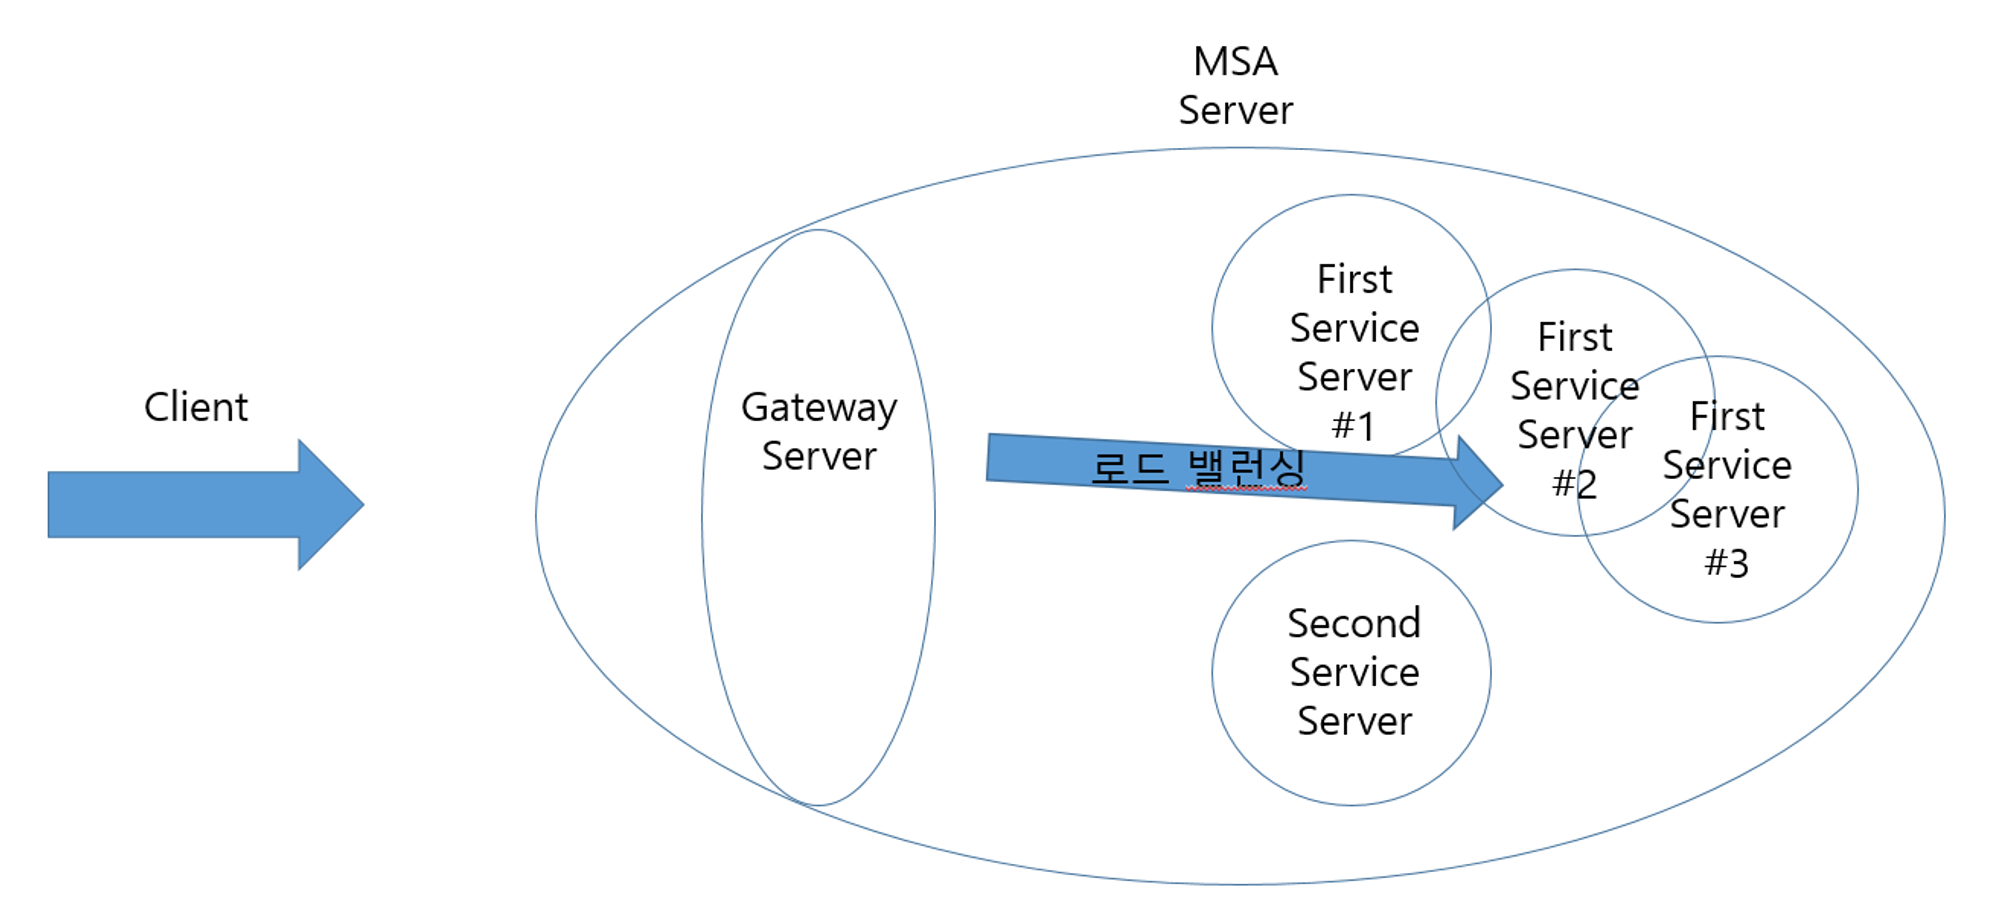 MSA
Server
Client
Gateway
Server
로드 밸런싱
First
Service
Server
#1
First
Service
Server
#2
First
Service
Server
#3
Second
Service
Server